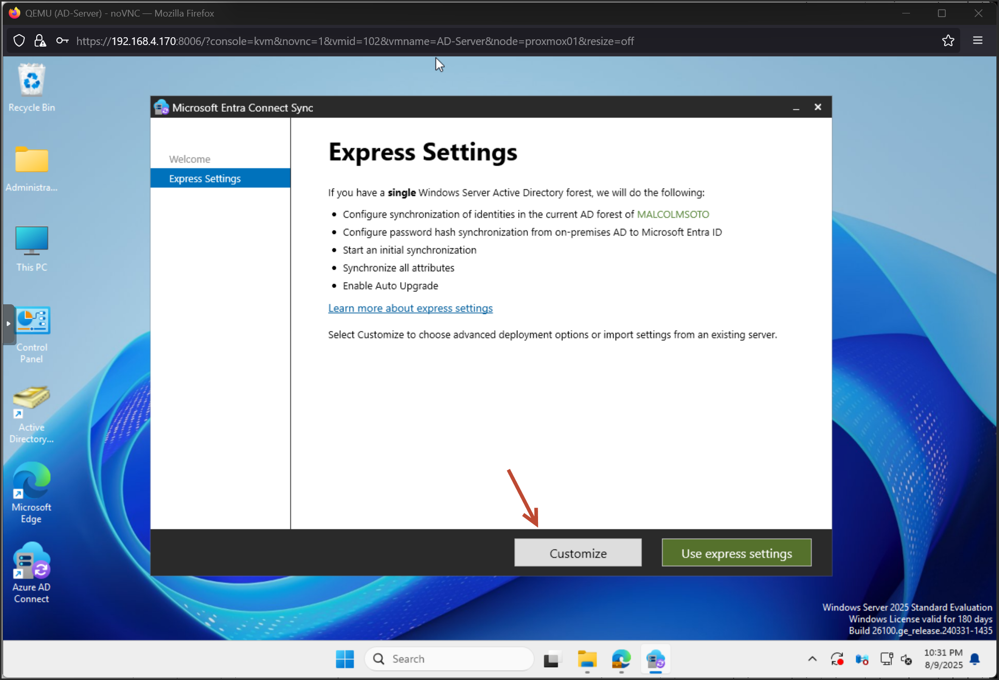 QEMU (AD-Server) - noVNC — Mozilla Firefox
https://192.168.4.170:8006/?console=kvm&novnc=1&vmid=102&vmname=AD-Server&node=proxmox01&resize=off
Recycle Bin
Administra...
This PC
Control
Panel
Active
Directory...
Microsoft
Edge
Azure AD
Connect
Microsoft Entra Connect Sync
Welcome
Express Settings
Express Settings
If you have a single Windows Server Active Directory forest, we will do the following:
• Configure synchronization of identities in the current AD forest of MALCOLMSOTO
• Configure password hash synchronization from on-premises AD to Microsoft Entra ID
• Start an initial synchronization
• Synchronize all attributes
• Enable Auto Upgrade
Learn more about express settings
Select Customize to choose advanced deployment options or import settings from an existing server.
Customize
Use express settings
Windows Server 2025 Standard Evaluation
Windows License valid for 180 days
Build 26100.ge_release.240331-1435
Search
10:31 PM
8/9/2025